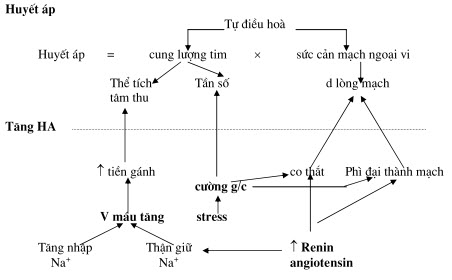 Huyết áp
Tự điều hoà
Huyết áp = cung lượng tim × sức cản mạch ngoại vi
Thể tích
tâm thu
Tần số
d lòng mạch
Tăng HA
↑ tiền gánh
co thắt
Phì đại thành mạch
cường g/c
V máu tăng
stress
Tăng nhập
Na⁺
Thận giữ
Na⁺
↑ Renin
angiotensin